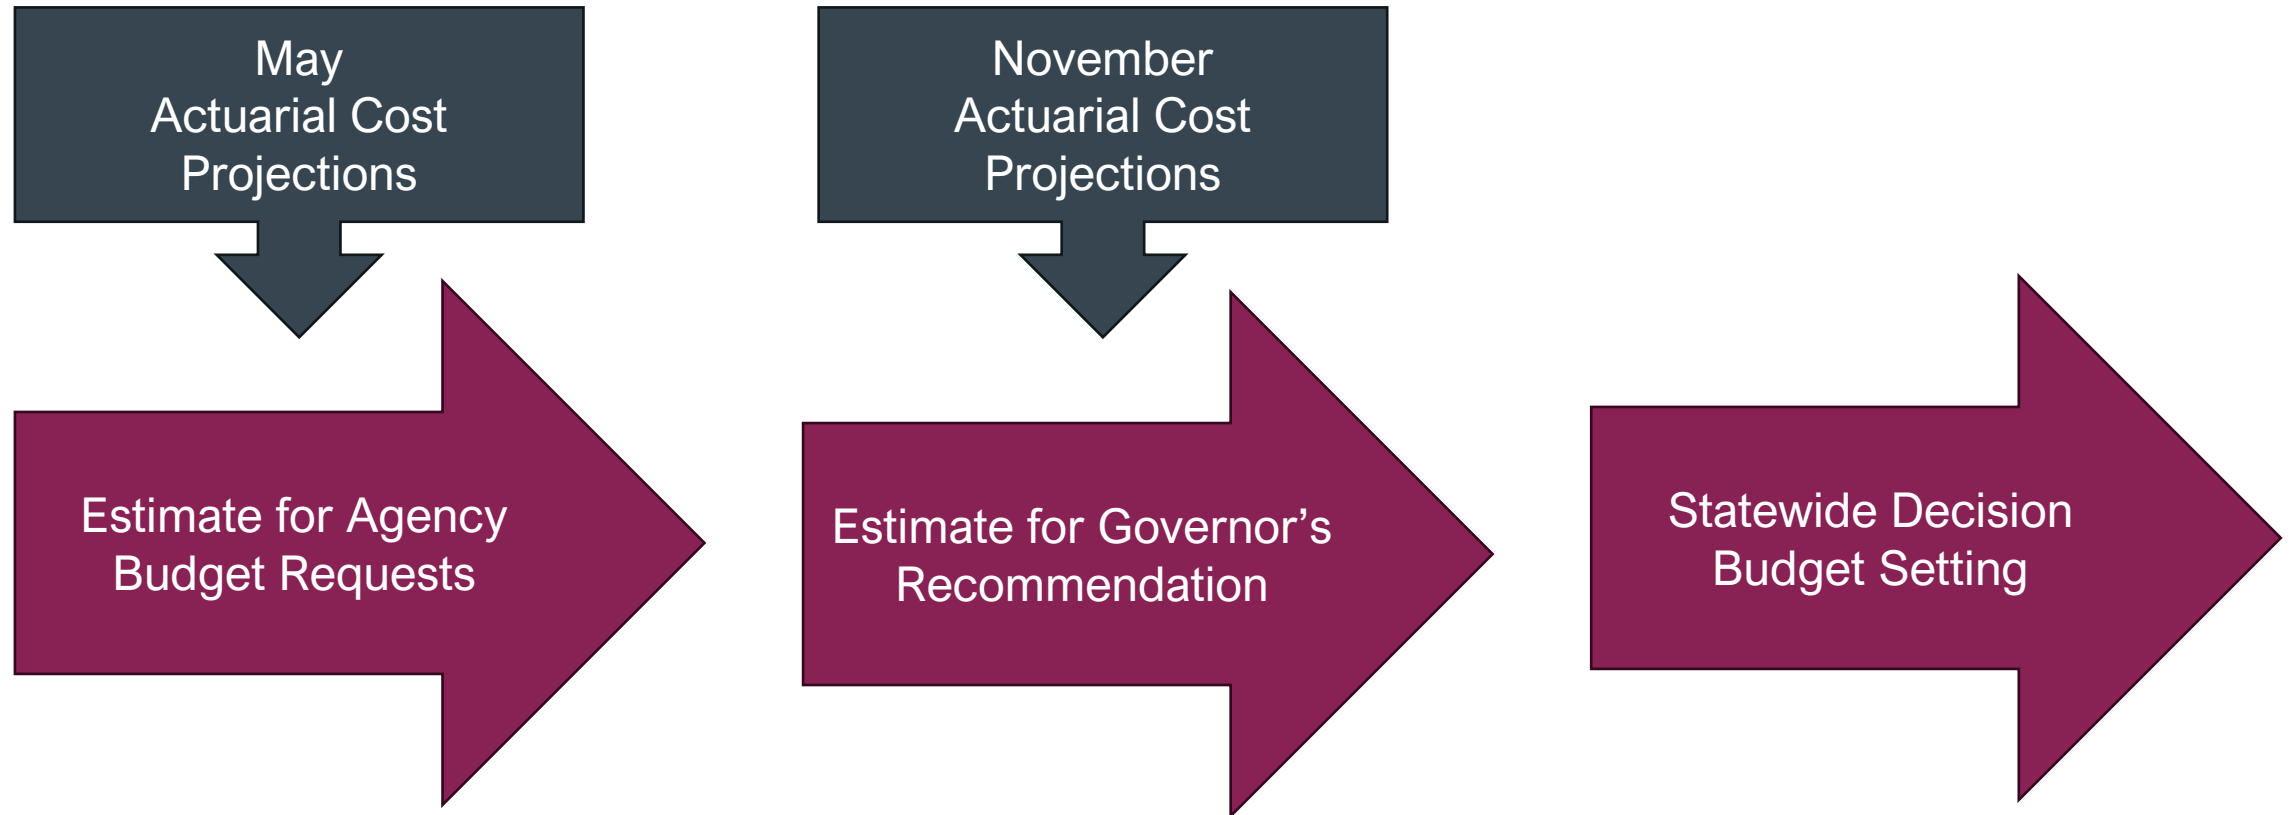 May
Actuarial Cost
Projections
November
Actuarial Cost
Projections
Estimate for Agency
Budget Requests
Estimate for Governor’s
Recommendation
Statewide Decision
Budget Setting